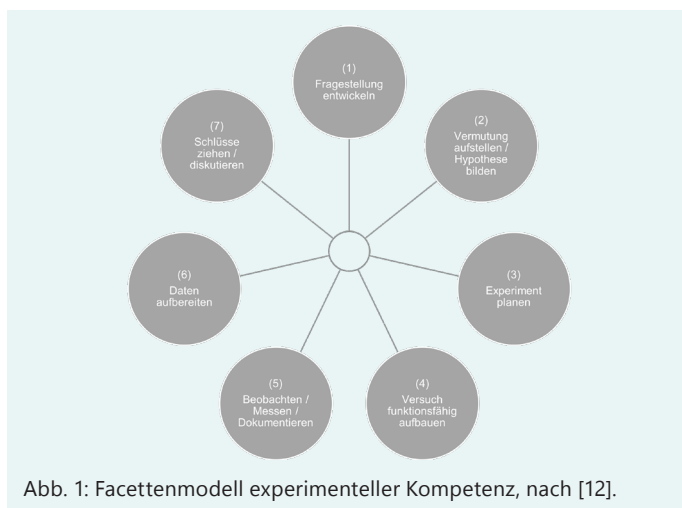 (1)
Fragestellung
entwickeln
(2)
Vermutung
aufstellen /
Hypothese
bilden
(3)
Experiment
planen
(4)
Versuch
funktionsfähig
aufbauen
(5)
Beobachten /
Messen /
Dokumentieren
(6)
Daten
aufbereiten
(7)
Schlüsse
ziehen /
diskutieren
Abb. 1: Facettenmodell experimenteller Kompetenz, nach [12].